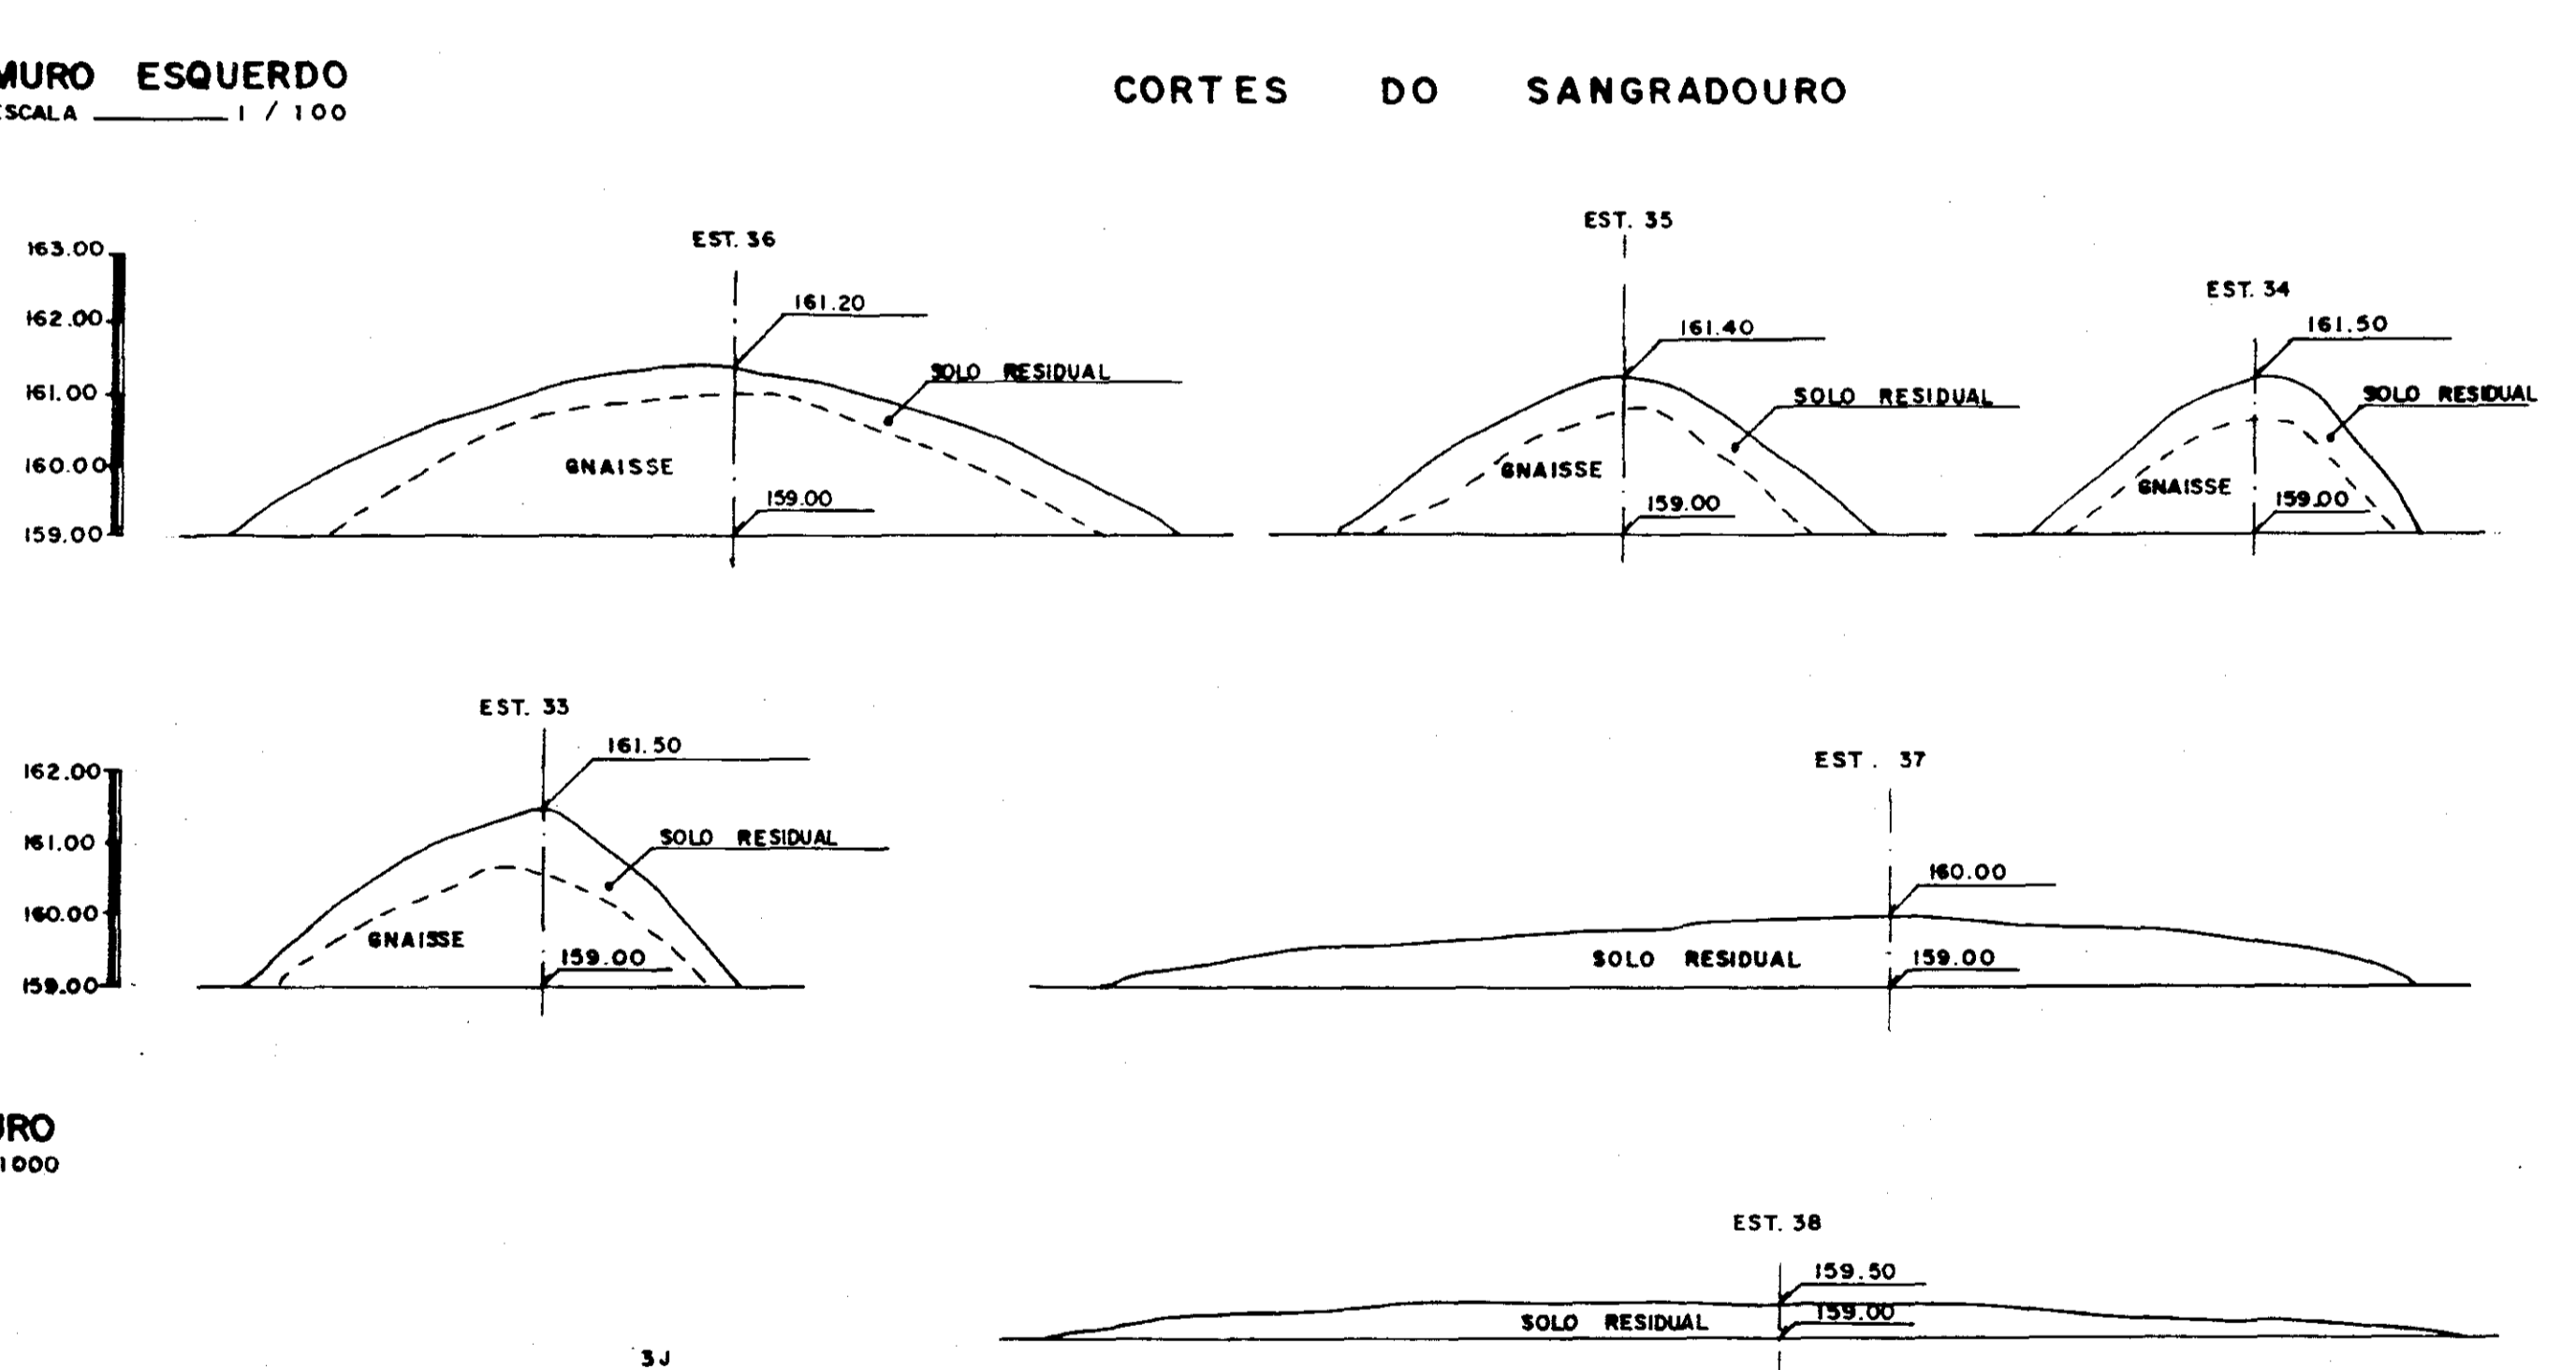 MURO ESQUERDO
ESCALA 1 / 100
CORTES DO SANGRADOURO
163.00
162.00
161.00
160.00
159.00
EST. 36
161.20
SOLO RESIDUAL
GNAISSE
159.00
EST. 35
161.40
SOLO RESIDUAL
GNAISSE
159.00
EST. 34
161.50
SOLO RESIDUAL
GNAISSE
159.00
162.00
161.00
160.00
159.00
EST. 33
161.50
SOLO RESIDUAL
GNAISSE
159.00
EST. 37
160.00
SOLO RESIDUAL
159.00
URO
1000
EST. 38
159.50
159.00
SOLO RESIDUAL
3J